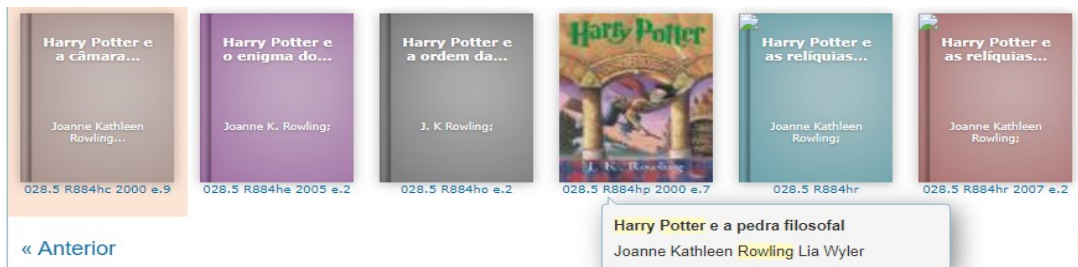 Harry Potter e
a câmara...
Joanne Kathleen
Rowling...
028.5 R884hc 2000 e.9
Harry Potter e
o enigma do...
Joanne K. Rowling;
028.5 R884he 2005 e.2
Harry Potter e
a ordem da...
J. K Rowling;
028.5 R884ho e.2
Harry Potter
J. K. Rowling
028.5 R884hp 2000 e.7
Harry Potter e
as relíquias...
Joanne Kathleen
Rowling;
028.5 R884hr
Harry Potter e
as relíquias...
Joanne Kathleen
Rowling;
028.5 R884hr 2007 e.2
Harry Potter e a pedra filosofal
Joanne Kathleen Rowling Lia Wyler
« Anterior